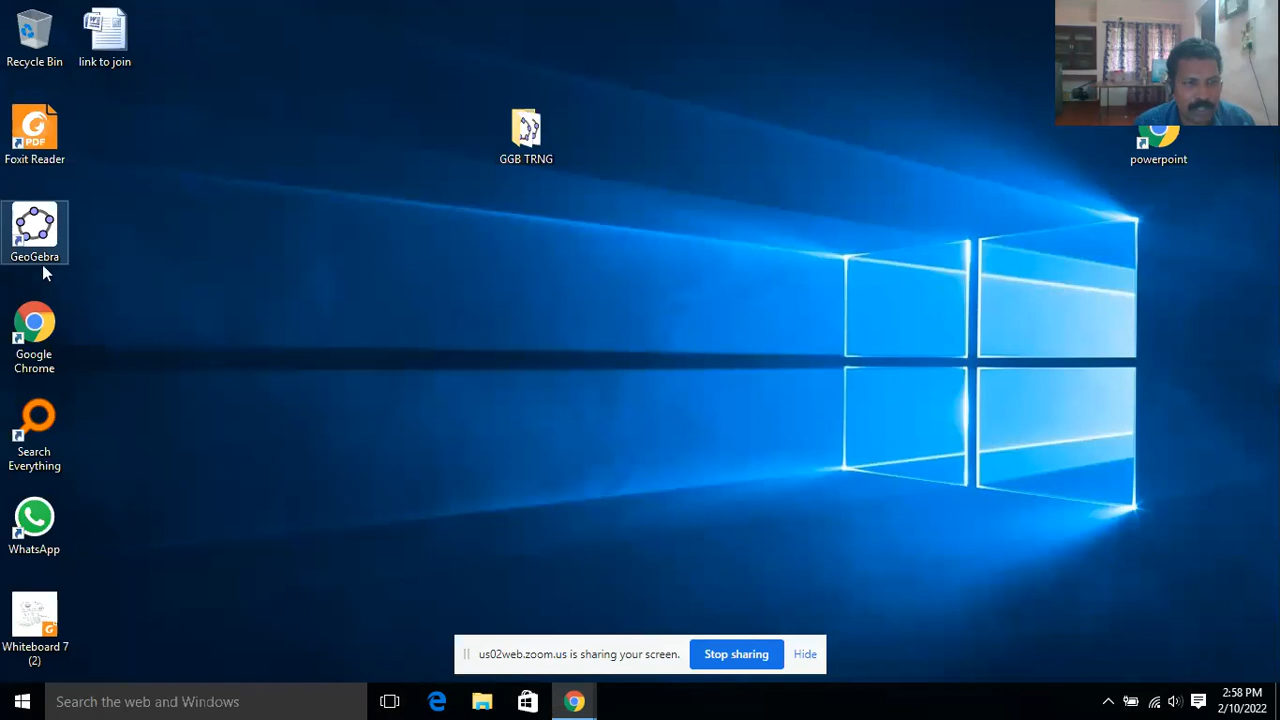 Recycle Bin
link to join
PDF
Foxit Reader
GGB TRNG
powerpoint
GeoGebra
Google
Chrome
Search
Everything
WhatsApp
Whiteboard 7
(2)
us02web.zoom.us is sharing your screen.
Stop sharing
Hide
Search the web and Windows
2:58 PM
2/10/2022